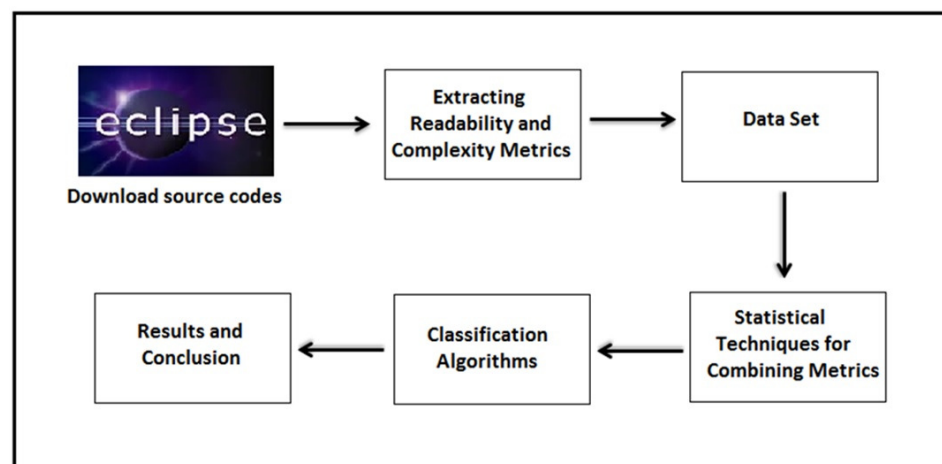 eclipse
Download source codes
Extracting
Readability and
Complexity Metrics
Data Set
Statistical
Techniques for
Combining Metrics
Classification
Algorithms
Results and
Conclusion